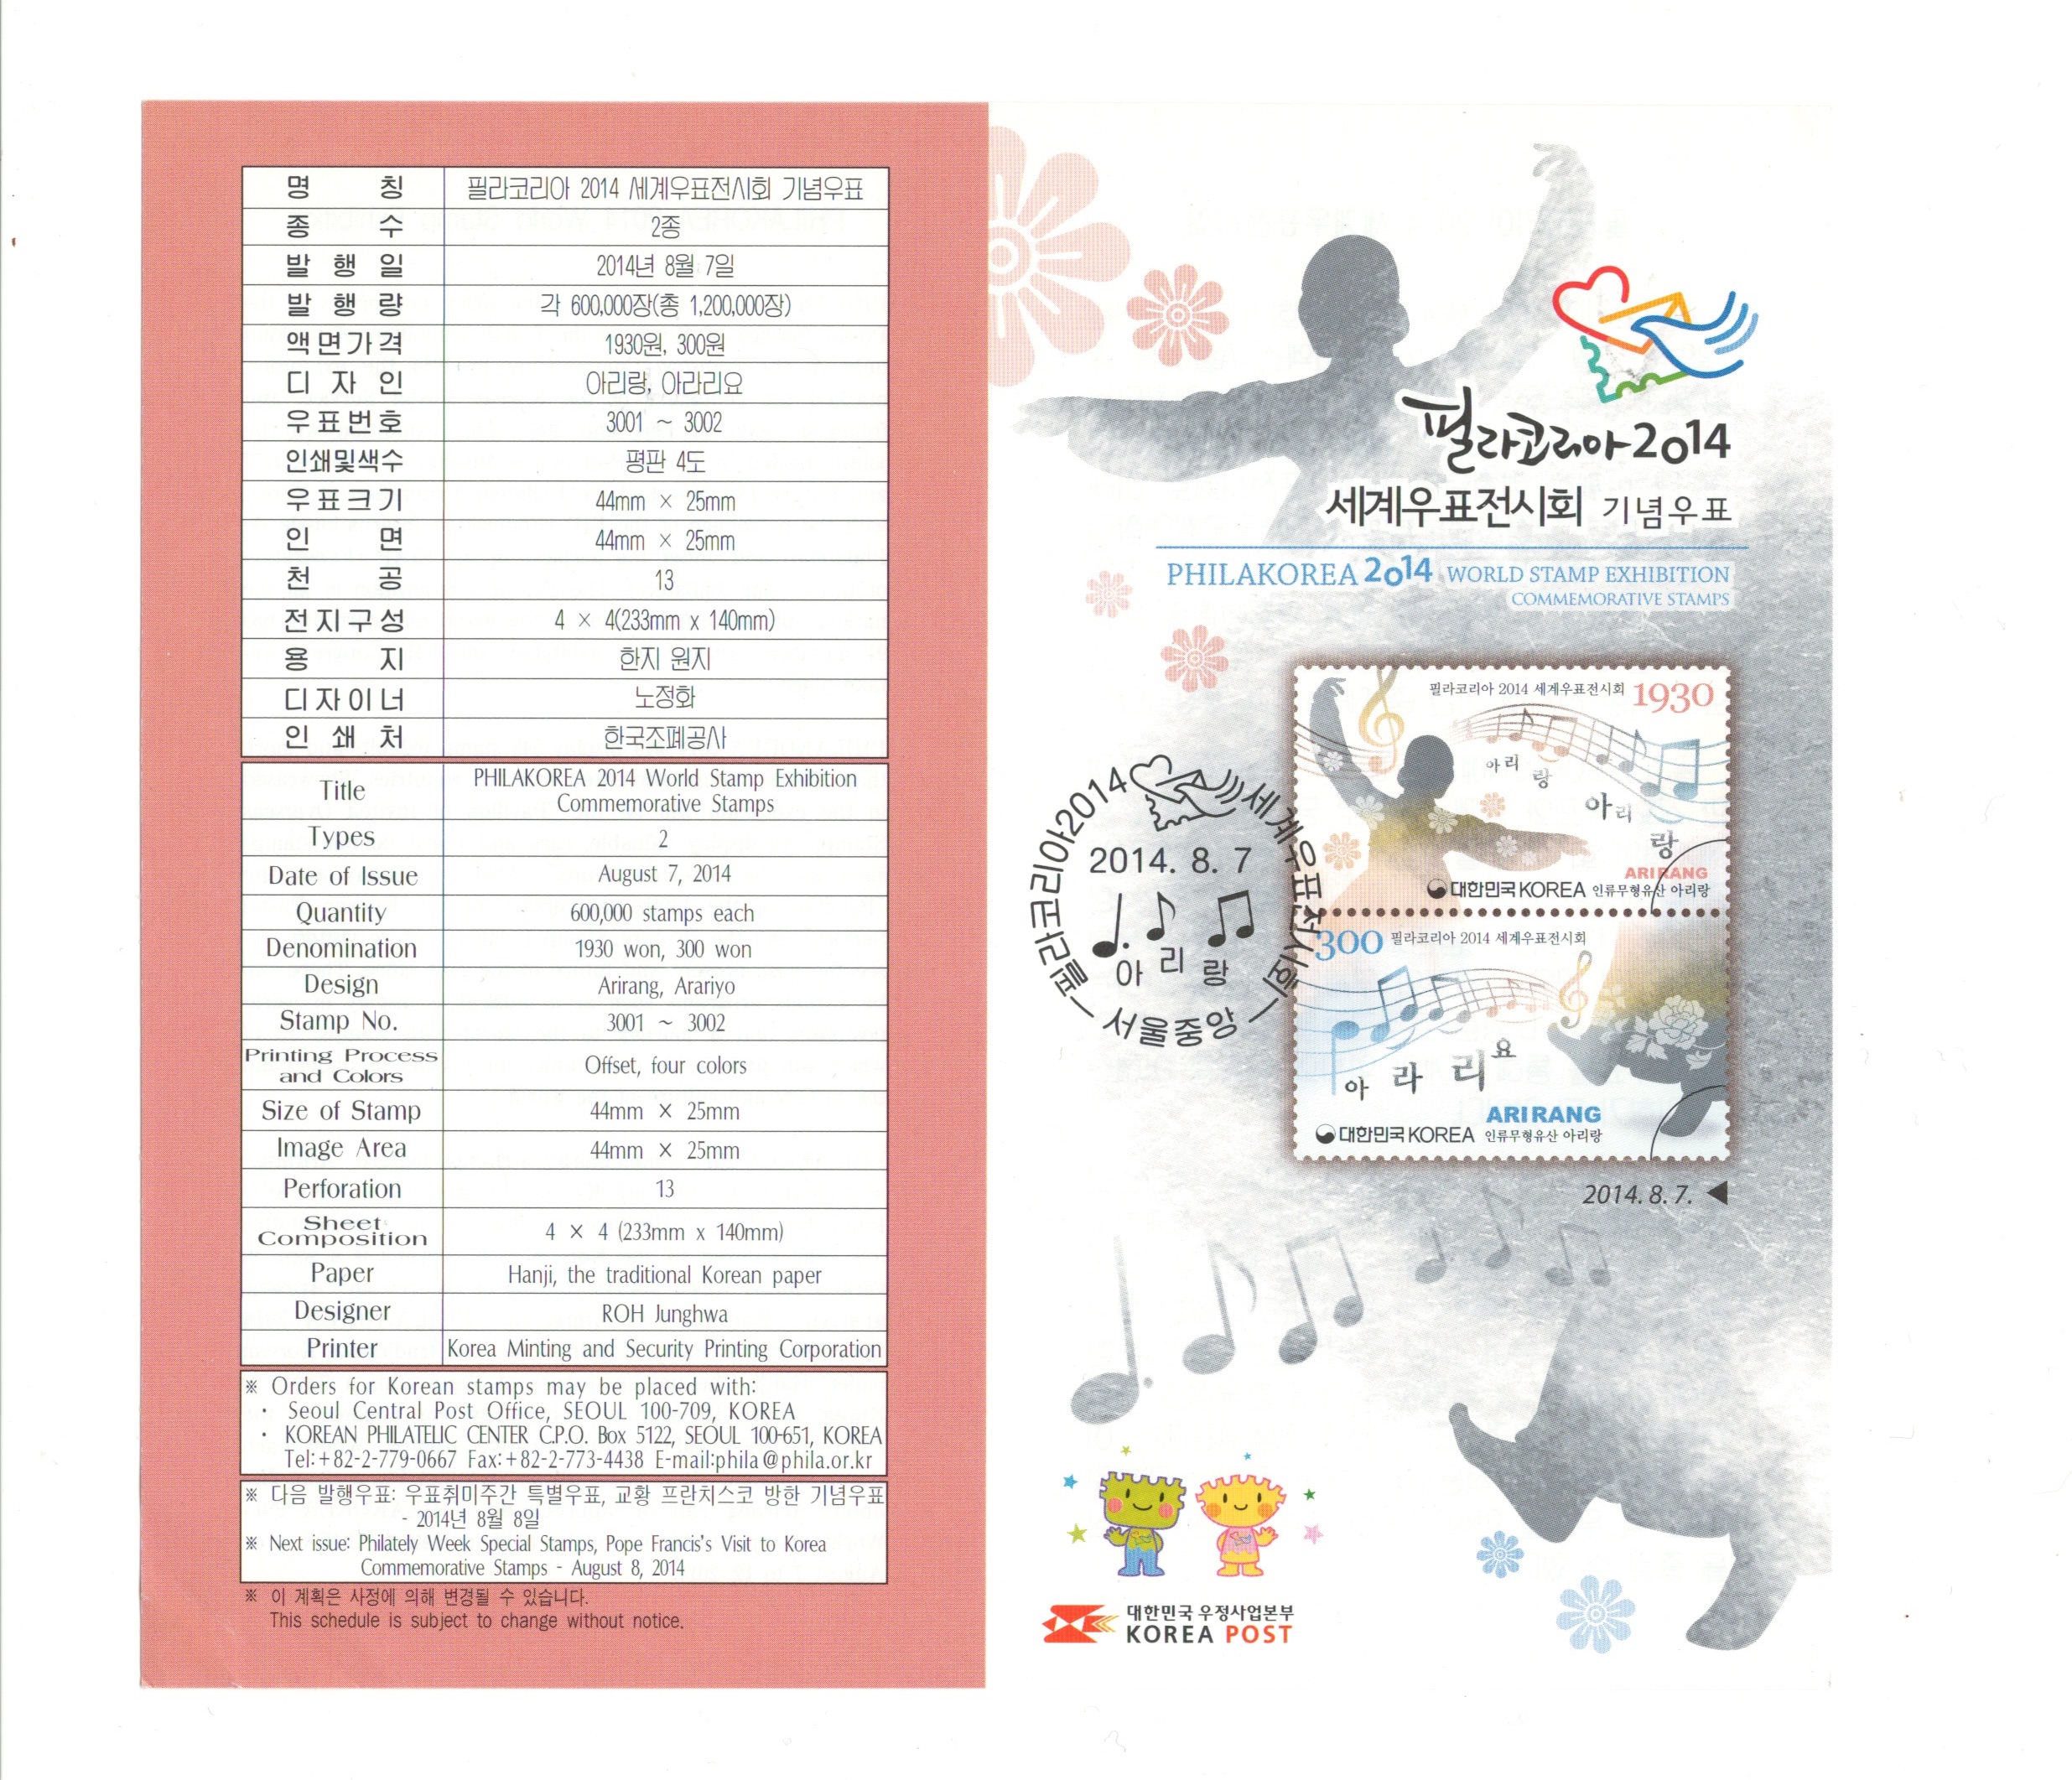 명칭 필라코리아 2014 세계우표전시회 기념우표
종수 2종
발행일 2014년 8월 7일
발행량 각 600,000장(총 1,200,000장)
액면가격 1930원, 300원
디자인 아리랑, 아라리요
우표번호 3001 ~ 3002
인쇄및색수 평판 4도
우표크기 44mm × 25mm
인면 44mm × 25mm
천공 13
전지구성 4 × 4(233mm x 140mm)
용지 한지 원지
디자이너 노정화
인쇄처 한국조폐공사
Title PHILAKOREA 2014 World Stamp Exhibition
Commemorative Stamps
Types 2
Date of Issue August 7, 2014
Quantity 600,000 stamps each
Denomination 1930 won, 300 won
Design Arirang, Arariyo
Stamp No. 3001 ~ 3002
Printing Process
and Colors Offset, four colors
Size of Stamp 44mm × 25mm
Image Area 44mm × 25mm
Perforation 13
Sheet
Composition 4 × 4 (233mm x 140mm)
Paper Hanji, the traditional Korean paper
Designer ROH Junghwa
Printer Korea Minting and Security Printing Corporation
※ Orders for Korean stamps may be placed with:
· Seoul Central Post Office, SEOUL 100-709, KOREA
· KOREAN PHILATELIC CENTER C.P.O. Box 5122, SEOUL 100-651, KOREA
Tel:+82-2-779-0667 Fax:+82-2-773-4438 E-mail:phila@phila.or.kr
※ 다음 발행우표: 우표취미주간 특별우표, 교황 프란치스코 방한 기념우표
- 2014년 8월 8일
※ Next issue: Philately Week Special Stamps, Pope Francis's Visit to Korea
Commemorative Stamps - August 8, 2014
※ 이 계획은 사정에 의해 변경될 수 있습니다.
This schedule is subject to change without notice.
필라코리아2014
세계우표전시회 기념우표
PHILAKOREA 2014 WORLD STAMP EXHIBITION
COMMEMORATIVE STAMPS
필라코리아 2014 세계우표전시회 1930
아리랑
아리랑
ARIRANG
대한민국 KOREA 인류무형유산 아리랑
300 필라코리아 2014 세계우표전시회
아라리요
ARIRANG
대한민국 KOREA 인류무형유산 아리랑
필라코리아2014 세계우표전시회
2014. 8. 7
아리랑
서울중앙
2014. 8. 7. ◀
대한민국 우정사업본부
KOREA POST